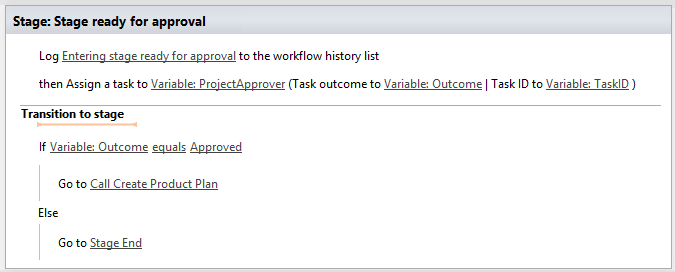 Stage: Stage ready for approval
Log Entering stage ready for approval to the workflow history list
then Assign a task to Variable: ProjectApprover (Task outcome to Variable: Outcome | Task ID to Variable: TaskID )
Transition to stage
If Variable: Outcome equals Approved
Go to Call Create Product Plan
Else
Go to Stage End